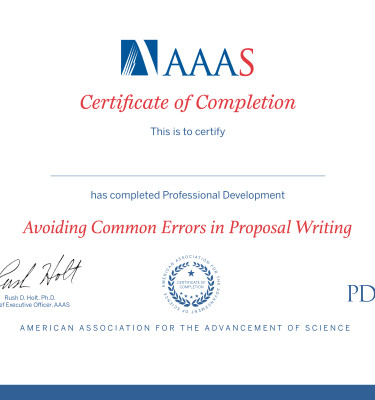 AAAS
Certificate of Completion
This is to certify
has completed Professional Development
Avoiding Common Errors in Proposal Writing
Rush Holt
Rush D. Holt, Ph.D.
ef Executive Officer, AAAS
AMERICAN ASSOCIATION FOR THE ADVANCEMENT OF SCIENCE
CERTIFICATE OF
COMPLETION
PD
AMERICAN ASSOCIATION FOR THE ADVANCEMENT OF SCIENCE